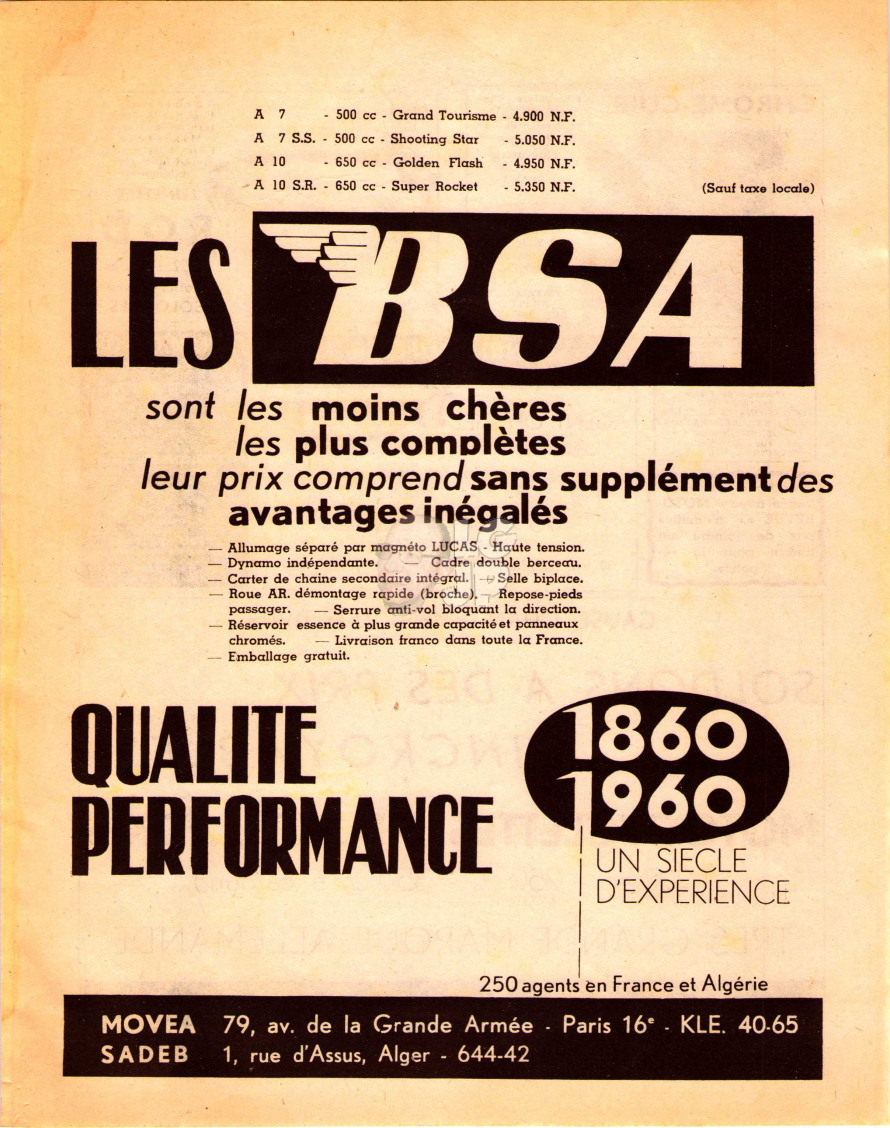 A 7 - 500 cc - Grand Tourisme - 4.900 N.F.
A 7 S.S. - 500 cc - Shooting Star - 5.050 N.F.
A 10 - 650 cc - Golden Flash - 4.950 N.F.
A 10 S.R. - 650 cc - Super Rocket - 5.350 N.F. (Sauf taxe locale)
LES BSA
sont les moins chères
les plus complètes
leur prix comprend sans supplément des
avantages inégalés
— Allumage séparé par magnéto LUCAS - Haute tension.
— Dynamo indépendante. — Cadre double berceau.
— Carter de chaine secondaire intégral. — Selle biplace.
— Roue AR. démontage rapide (broche). — Repose-pieds
passager. — Serrure anti-vol bloquant la direction.
— Réservoir essence à plus grande capacité et panneaux
chromés. — Livraison franco dans toute la France.
— Emballage gratuit.
QUALITE
PERFORMANCE
1860
1960
UN SIECLE
D'EXPERIENCE
250 agents en France et Algérie
MOVEA 79, av. de la Grande Armée - Paris 16e - KLE. 40-65
SADEB 1, rue d'Assus, Alger - 644-42